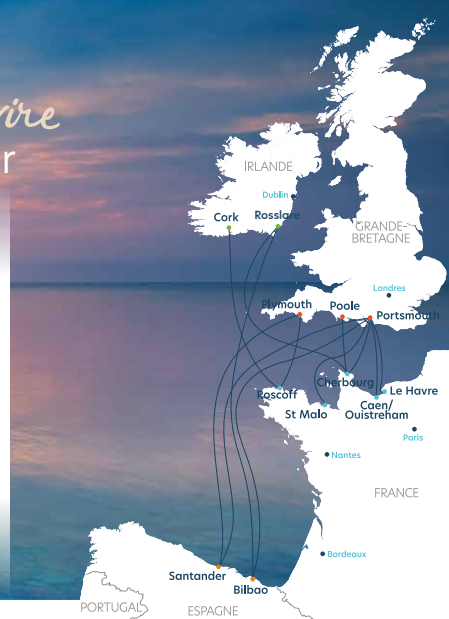 r
IRLANDE
Dublin
Cork
Rosslare
GRANDE-
BRETAGNE
Londres
Plymouth
Poole
Portsmouth
Cherbourg
Roscoff
Le Havre
St Malo
Caen/
Ouistreham
Paris
Nantes
FRANCE
Bordeaux
Santander
Bilbao
PORTUGAL
ESPAGNE